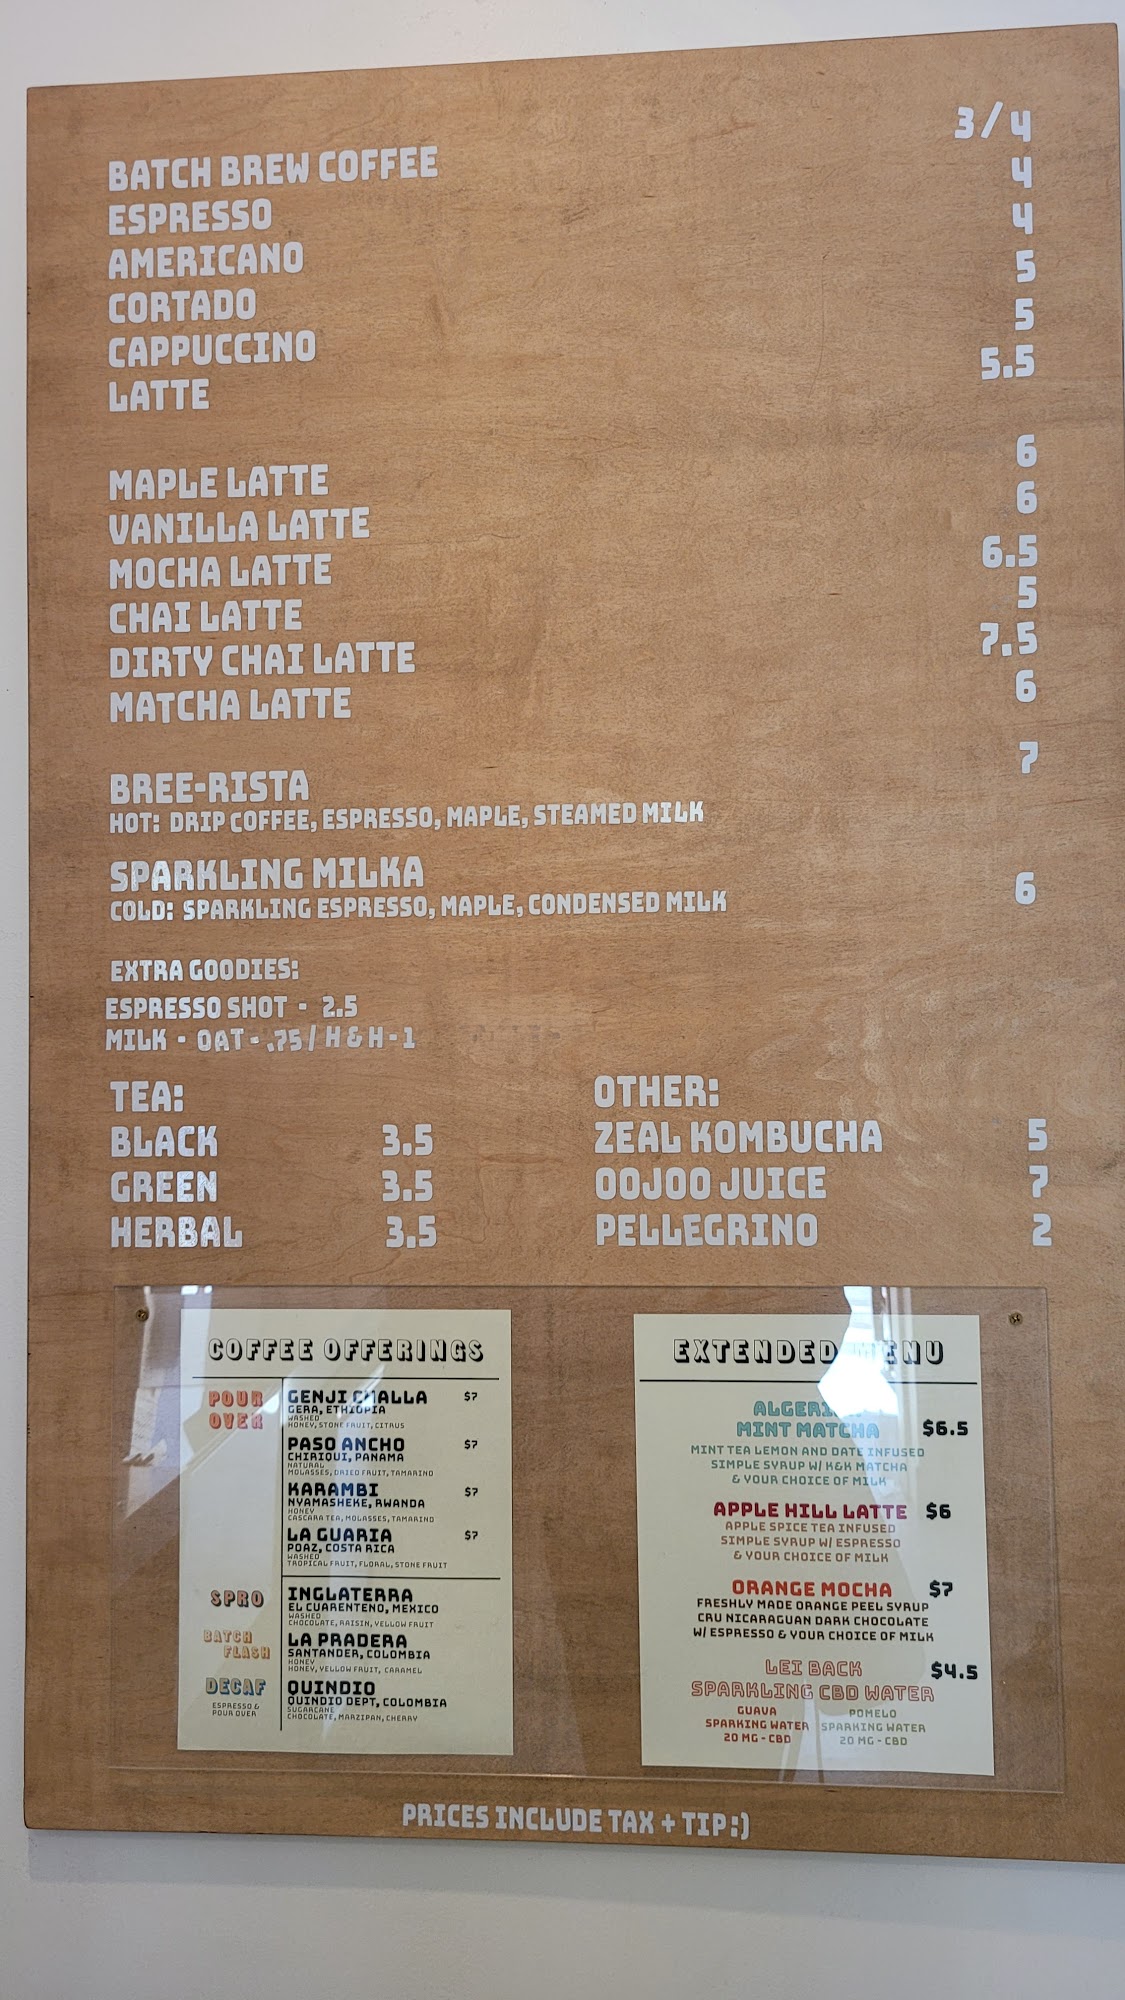 BATCH BREW COFFEE 3/4
ESPRESSO 4
AMERICANO 4
CORTADO 5
CAPPUCCINO 5
LATTE 5.5
MAPLE LATTE 6
VANILLA LATTE 6
MOCHA LATTE 6.5
CHAI LATTE 5
DIRTY CHAI LATTE 7.5
MATCHA LATTE 6
BREE-RISTA 7
HOT: DRIP COFFEE, ESPRESSO, MAPLE, STEAMED MILK
SPARKLING MILKA 6
COLD: SPARKLING ESPRESSO, MAPLE, CONDENSED MILK
EXTRA GOODIES:
ESPRESSO SHOT - 2.5
MILK - OAT - .75 / H & H - 1
TEA:
BLACK 3.5
GREEN 3.5
HERBAL 3.5
OTHER:
ZEAL KOMBUCHA 5
OOJOO JUICE 7
PELLEGRINO 2
COFFEE OFFERINGS
POUR OVER
GENJI CHALLA $7
GERA, ETHIOPIA
WASHED
HONEY, STONE FRUIT, CITRUS
PASO ANCHO $7
CHIRIQUI, PANAMA
NATURAL
MOLASSES, DRIED FRUIT, TAMARIND
KARAMBI $7
NYAMASHEKE, RWANDA
HONEY
CASCARA TEA, MOLASSES, TAMARIND
LA GUARIA $7
POAZ, COSTA RICA
WASHED
TROPICAL FRUIT, FLORAL, STONE FRUIT
SPRO
INGLATERRA
EL CUARENTENO, MEXICO
WASHED
CHOCOLATE, RAISIN, YELLOW FRUIT
BATCH FLASH
LA PRADERA
SANTANDER, COLOMBIA
HONEY
HONEY, YELLOW FRUIT, CARAMEL
DECAF
ESPRESSO &
POUR OVER
QUINDIO
QUINDIO DEPT, COLOMBIA
SUGARCANE
CHOCOLATE, MARZIPAN, CHERRY
EXTENDED MENU
MINT MATCHA $6.5
MINT TEA LEMON AND DATE INFUSED
SIMPLE SYRUP W/ K&K MATCHA
& YOUR CHOICE OF MILK
APPLE HILL LATTE $6
APPLE SPICE TEA INFUSED
SIMPLE SYRUP W/ ESPRESSO
& YOUR CHOICE OF MILK
ORANGE MOCHA $7
FRESHLY MADE ORANGE PEEL SYRUP
CRU NICARAGUAN DARK CHOCOLATE
W/ ESPRESSO & YOUR CHOICE OF MILK
LEI BACK $4.5
SPARKLING CBD WATER
GUAVA
SPARKING WATER
20 MG - CBD
POMELO
SPARKING WATER
20 MG - CBD
PRICES INCLUDE TAX + TIP :)